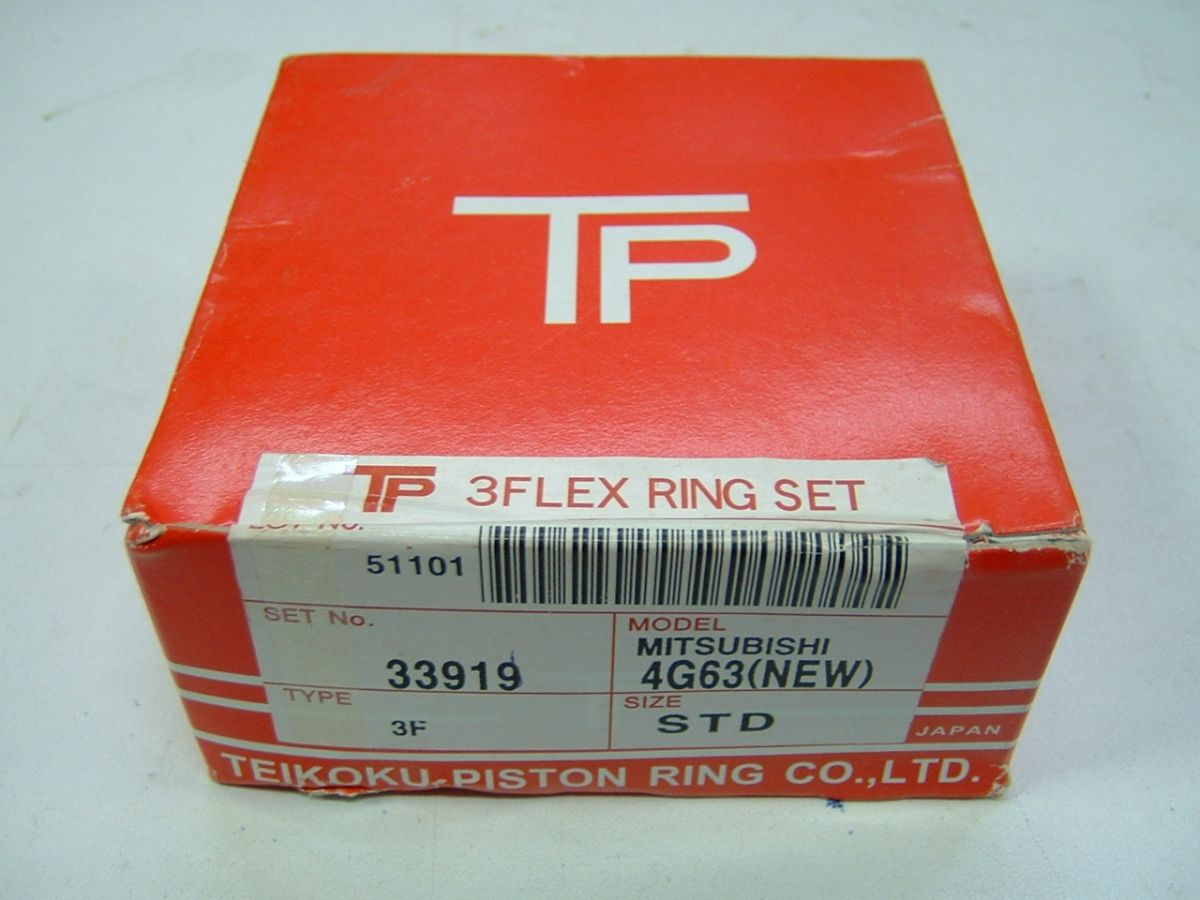 TP
TP 3FLEX RING SET
LOT No.
51101
SET No.
33919
MODEL
MITSUBISHI
4G63(NEW)
TYPE
3F
SIZE
STD
JAPAN
TEIKOKU PISTON RING CO.,LTD.